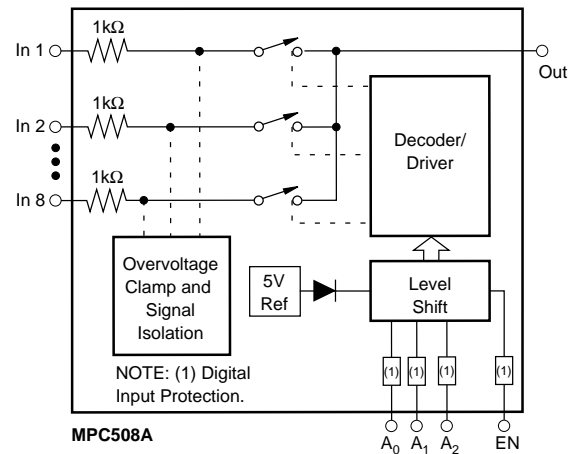 1kΩ
In 1
Out
1kΩ
In 2
Decoder/
Driver
1kΩ
In 8
Overvoltage
Clamp and
Signal
Isolation
5V
Ref
Level
Shift
NOTE: (1) Digital
Input Protection.
(1) (1) (1) (1)
MPC508A
A0 A1 A2 EN